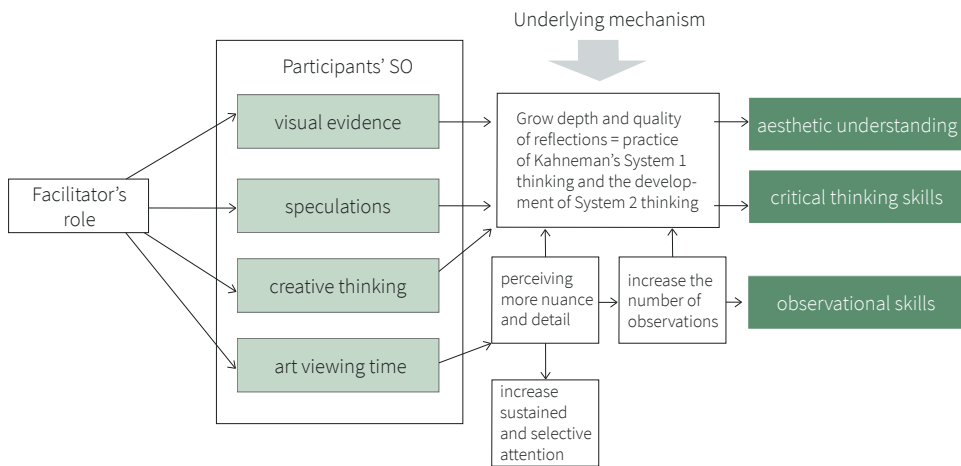 Underlying mechanism
Participants' SO
Facilitator's
role
visual evidence
speculations
creative thinking
art viewing time
Grow depth and quality
of reflections = practice
of Kahneman's System 1
thinking and the develop-
ment of System 2 thinking
perceiving
more nuance
and detail
increase the
number of
observations
increase
sustained
and selective
attention
aesthetic understanding
critical thinking skills
observational skills